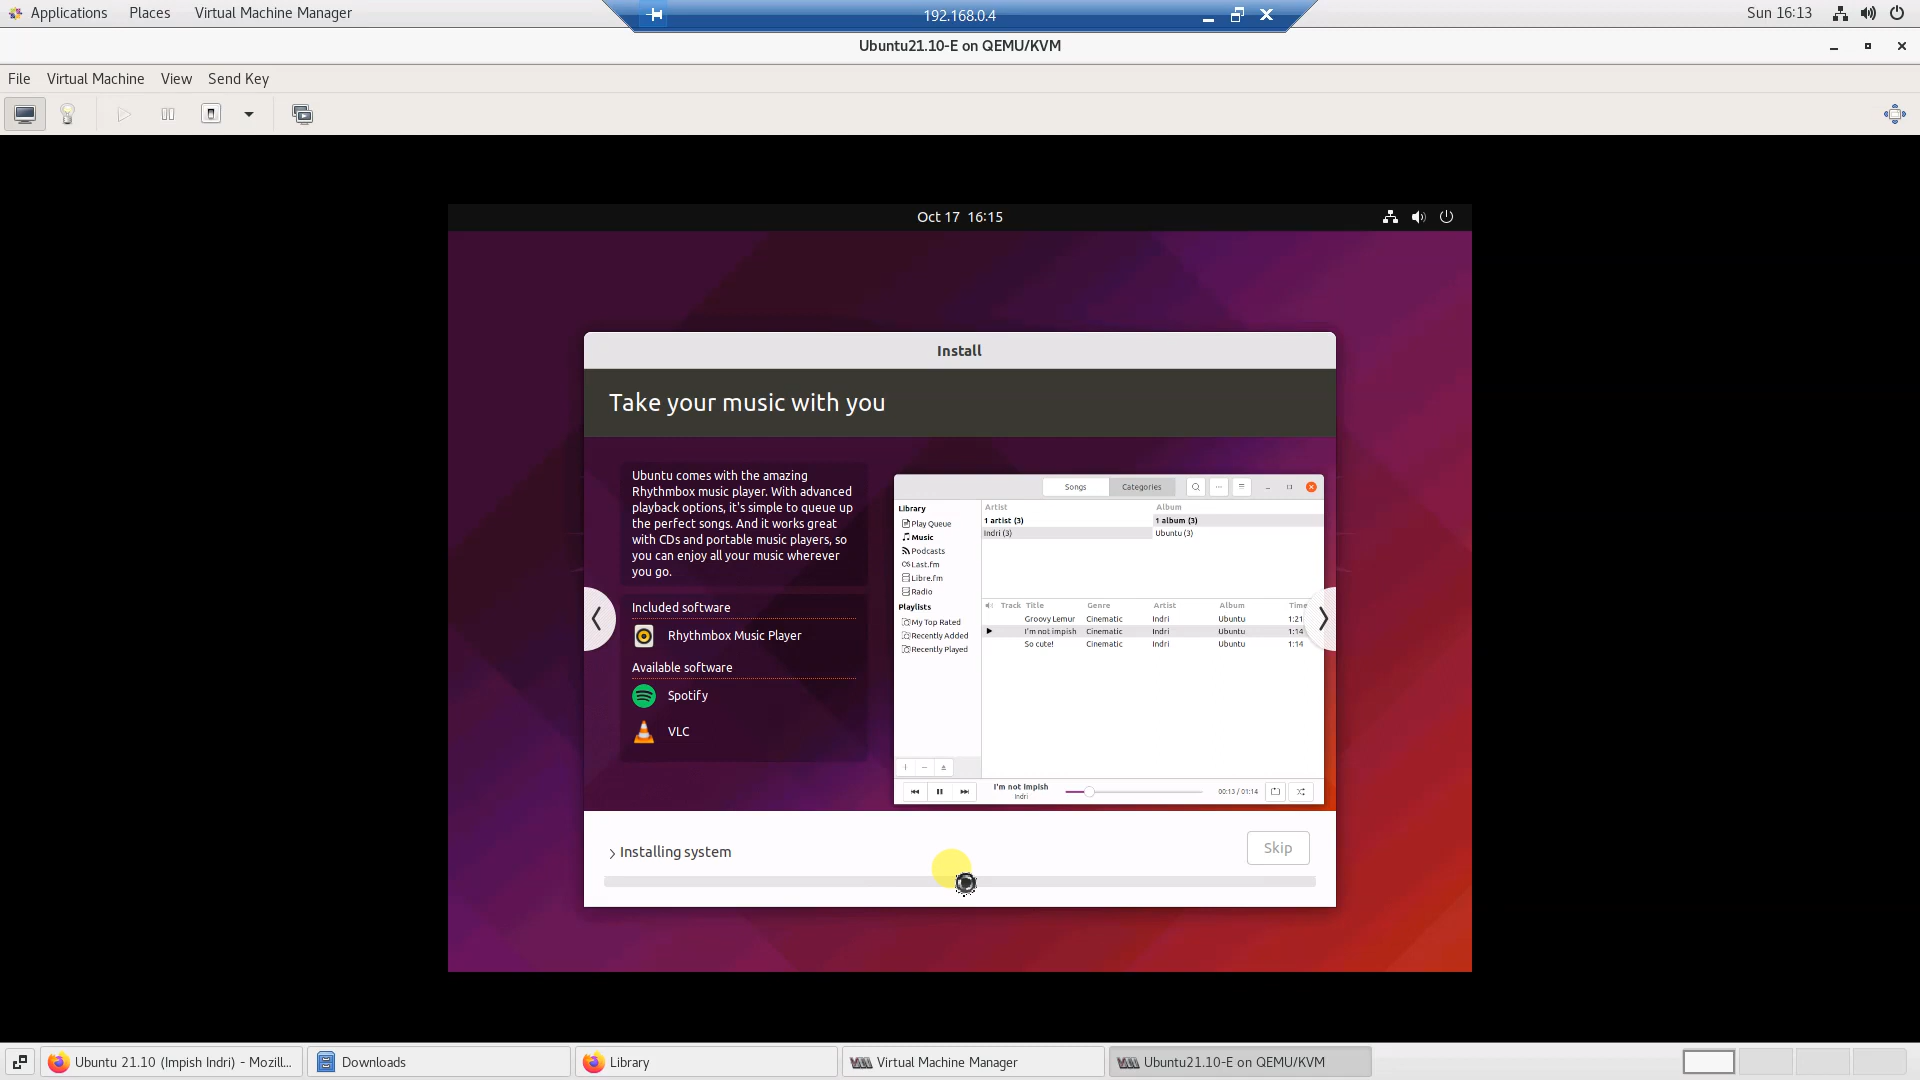 Applications Places Virtual Machine Manager
192.168.0.4
Sun 16:13
Ubuntu21.10-E on QEMU/KVM
File Virtual Machine View Send Key
Oct 17 16:15
Install
Take your music with you
Ubuntu comes with the amazing
Rhythmbox music player. With advanced
playback options, it's simple to queue up
the perfect songs. And it works great
with CDs and portable music players, so
you can enjoy all your music wherever
you go.
Included software
Rhythmbox Music Player
Available software
Spotify
VLC
Songs Categories
Library
Play Queue
Music
Podcasts
Last.fm
Libre.fm
Radio
Playlists
My Top Rated
Recently Added
Recently Played
Artist Album
1 artist (3) 1 album (3)
Indri (3) Ubuntu (3)
Track Title Genre Artist Album Time
Groovy Lemur Cinematic Indri Ubuntu 1:21
I'm not impish Cinematic Indri Ubuntu 1:14
So cute! Cinematic Indri Ubuntu 1:14
I'm not impish
Indri
00:13 / 01:14
Installing system
Skip
Ubuntu 21.10 (Impish Indri) - Mozill...
Downloads
Library
Virtual Machine Manager
Ubuntu21.10-E on QEMU/KVM